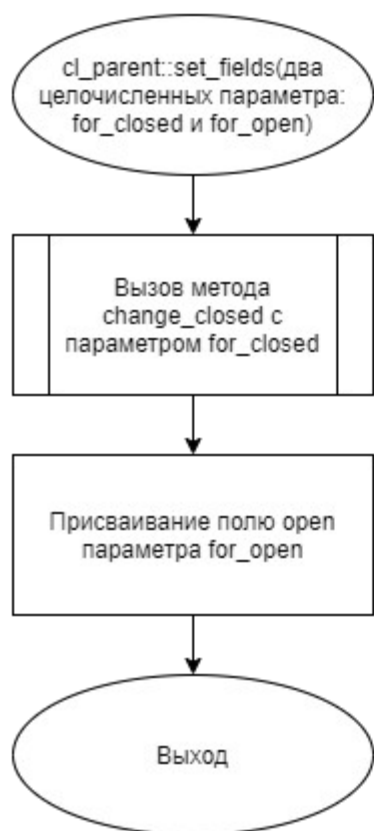 cl_parent::set_fields(два
целочисленных параметра:
for_closed и for_open)
Вызов метода
change_closed с
параметром for_closed
Присваивание полю open
параметра for_open
Выход